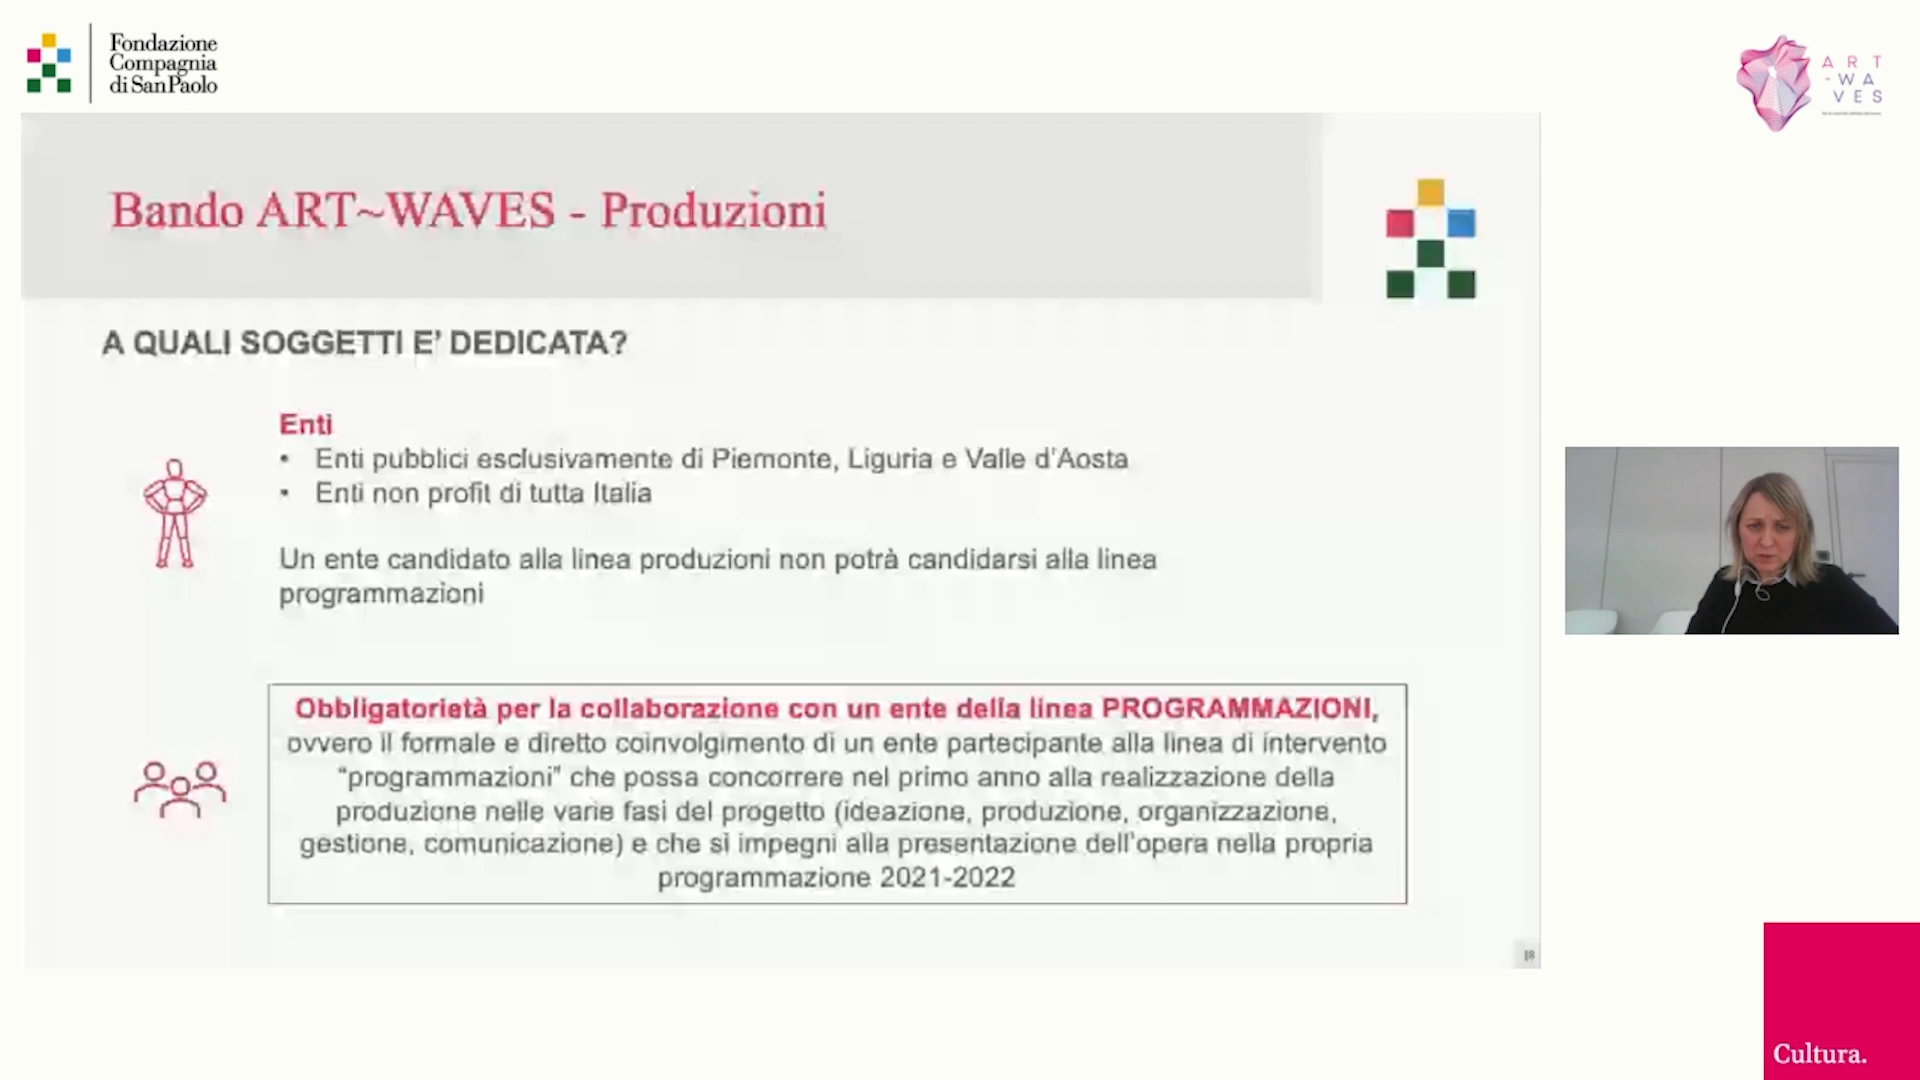 Fondazione
Compagnia
di San Paolo
ART
-WA
VES
Bando ART~WAVES - Produzioni
A QUALI SOGGETTI E' DEDICATA?
Enti
• Enti pubblici esclusivamente di Piemonte, Liguria e Valle d'Aosta
• Enti non profit di tutta Italia
Un ente candidato alla linea produzioni non potrà candidarsi alla linea
programmazioni
Obbligatorietà per la collaborazione con un ente della linea PROGRAMMAZIONI,
ovvero il formale e diretto coinvolgimento di un ente partecipante alla linea di intervento
“programmazioni” che possa concorrere nel primo anno alla realizzazione della
produzione nelle varie fasi del progetto (ideazione, produzione, organizzazione,
gestione, comunicazione) e che si impegni alla presentazione dell'opera nella propria
programmazione 2021-2022
Cultura.